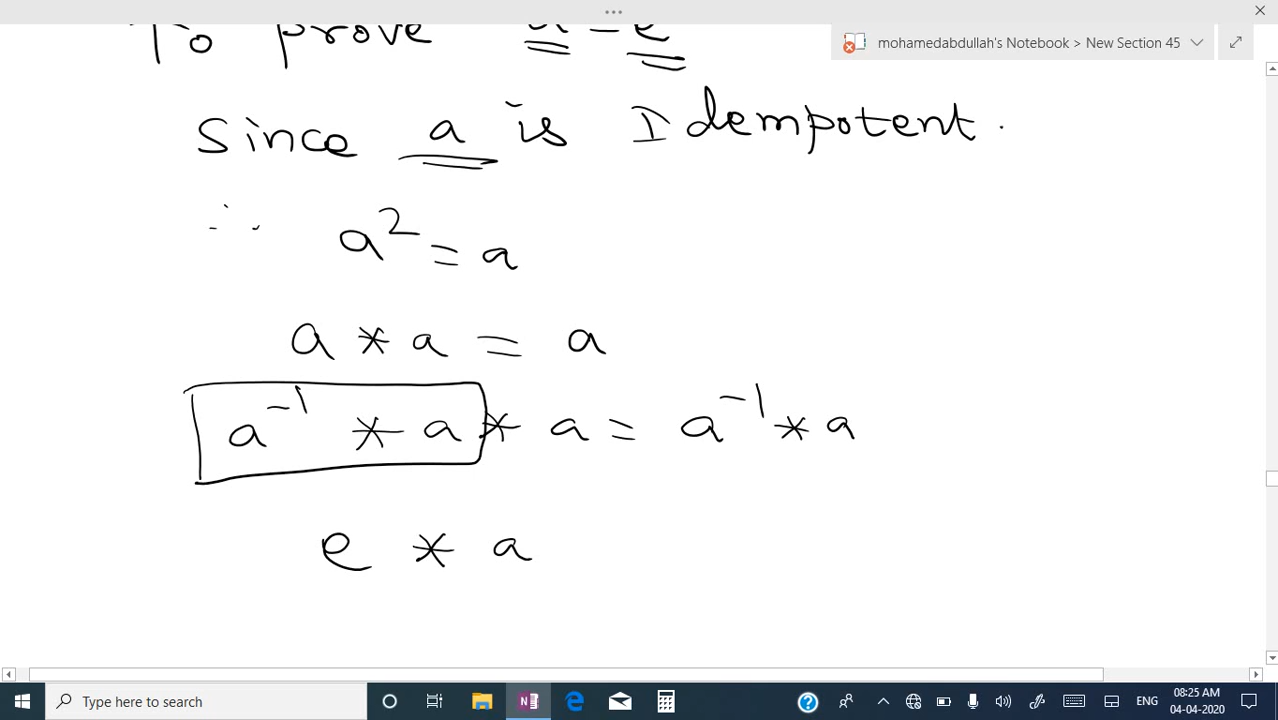 ...
To prove a = e
mohamedabdullah's Notebook > New Section 45
Since a is Idempotent.
∴ a² = a
a * a = a
a⁻¹ * a * a = a⁻¹ * a
e * a
Type here to search
ENG
08:25 AM
04-04-2020